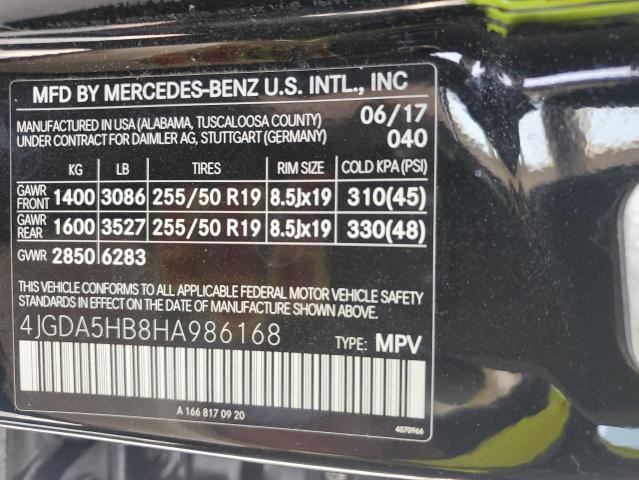 MFD BY MERCEDES-BENZ U.S. INTL., INC
MANUFACTURED IN USA (ALABAMA, TUSCALOOSA COUNTY) 06/17
UNDER CONTRACT FOR DAIMLER AG, STUTTGART (GERMANY) 040
KG LB TIRES RIM SIZE COLD KPA (PSI)
GAWR FRONT 1400 3086 255/50 R19 8.5Jx19 310(45)
GAWR REAR 1600 3527 255/50 R19 8.5Jx19 330(48)
GVWR 2850 6283
THIS VEHICLE CONFORMS TO ALL APPLICABLE FEDERAL MOTOR VEHICLE SAFETY
STANDARDS IN EFFECT ON THE DATE OF MANUFACTURE SHOWN ABOVE.
4JGDA5HB8HA986168 TYPE: MPV
A 166 817 09 20
4070966